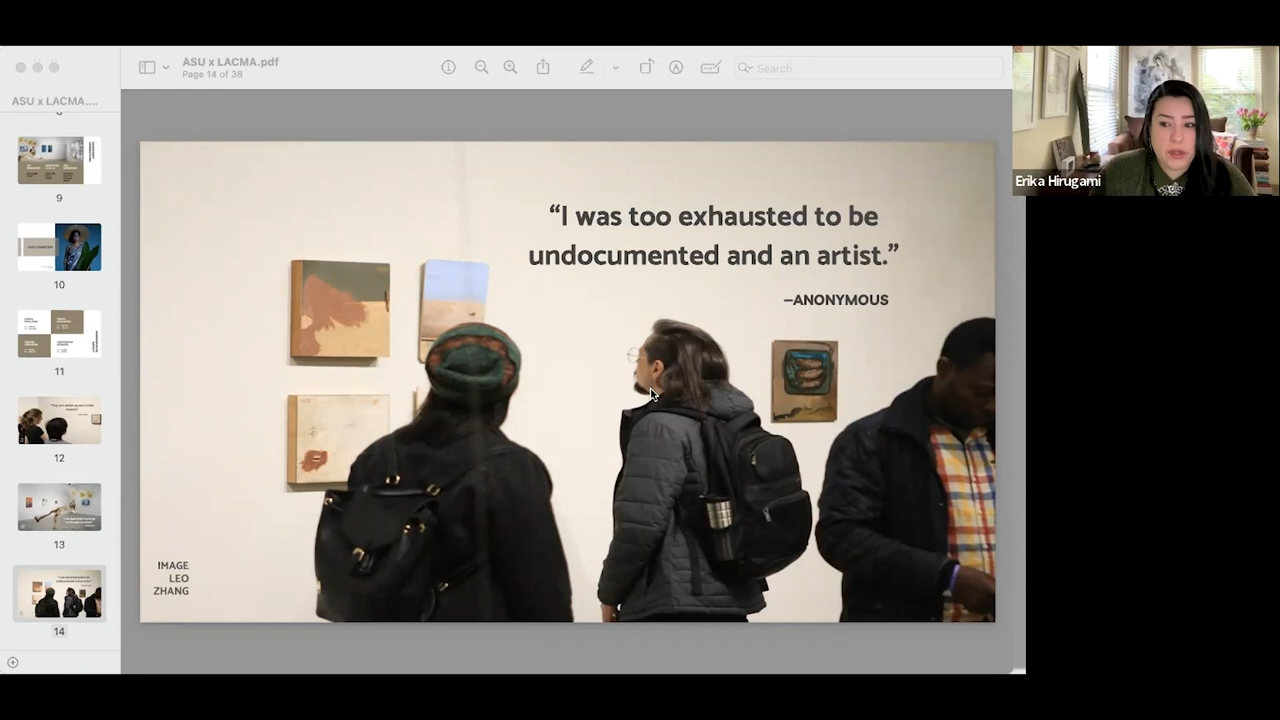 ASU x LACMA.pdf
Page 14 of 38
Search
ASU x LACMA....
9
10
11
12
13
14
“I was too exhausted to be
undocumented and an artist.”
—ANONYMOUS
IMAGE
LEO
ZHANG
Erika Hirugami